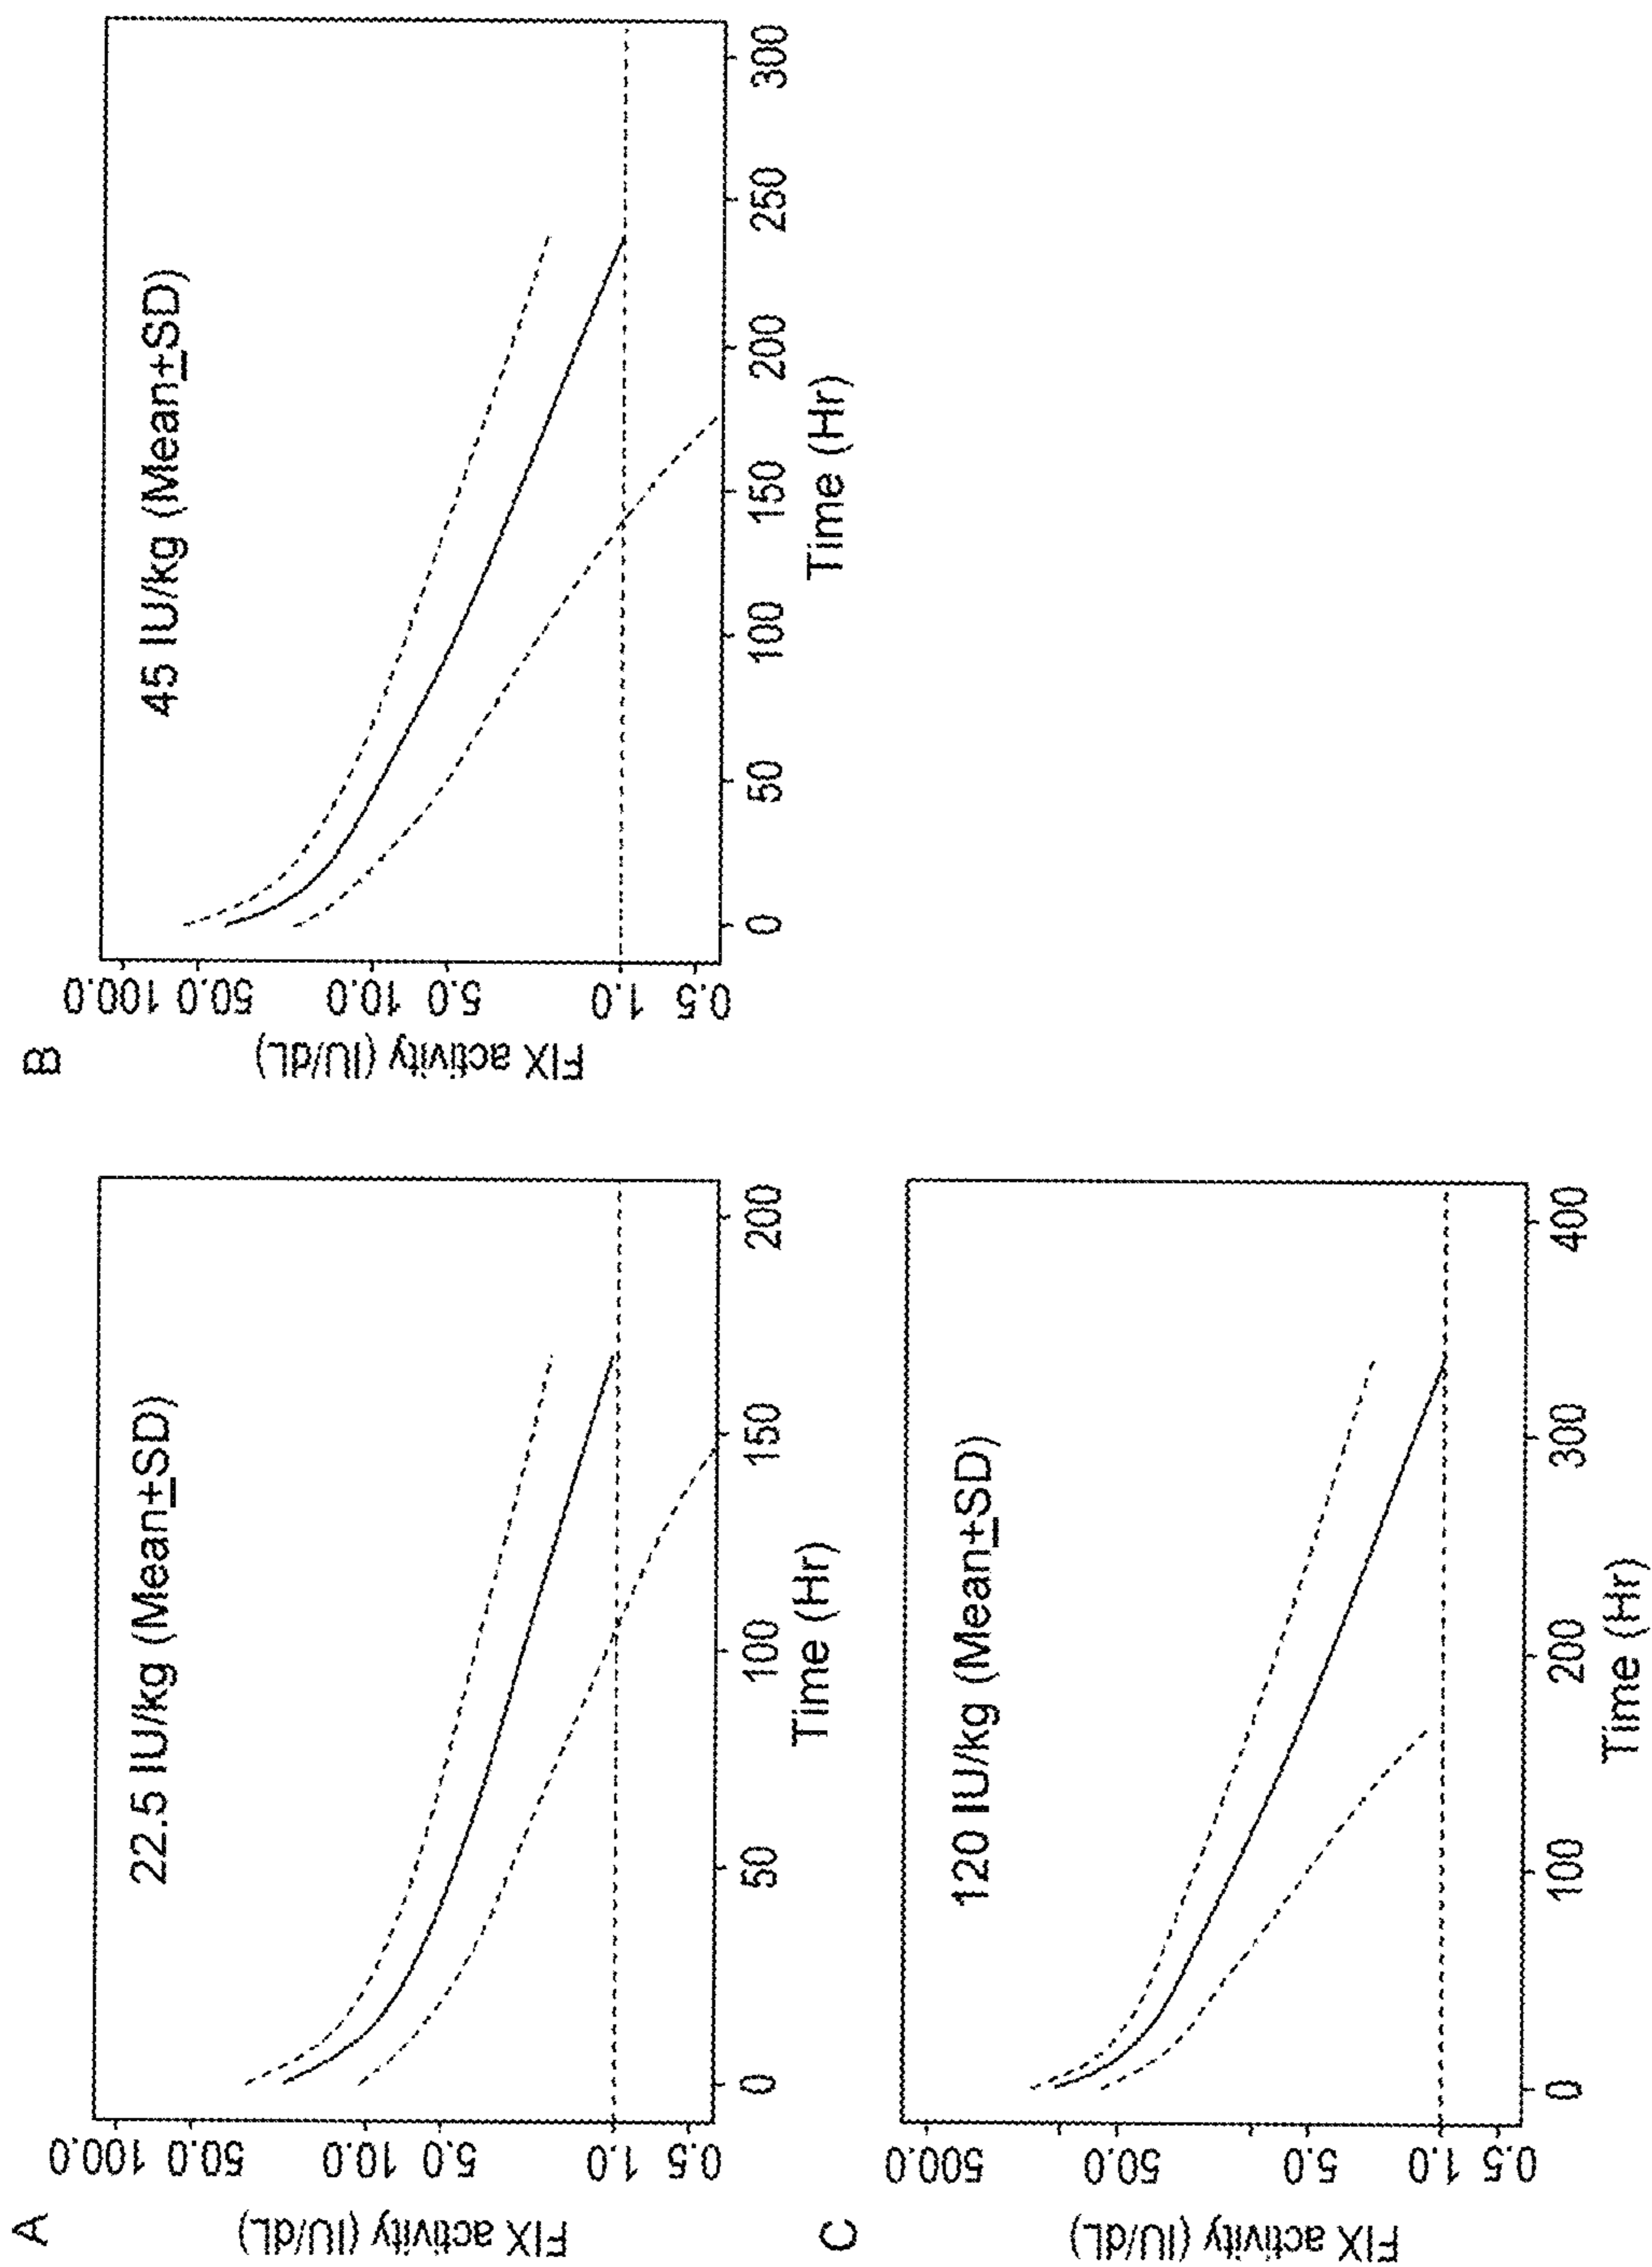 A
22.5 IU/kg (Mean±SD)
FIX activity (IU/dL)
100.0
50.0
10.0
5.0
1.0
0.5
0 50 100 150 200
Time (Hr)
B
45 IU/kg (Mean±SD)
FIX activity (IU/dL)
100.0
50.0
10.0
5.0
1.0
0.5
0 50 100 150 200 250 300
Time (Hr)
C
120 IU/kg (Mean±SD)
FIX activity (IU/dL)
500.0
50.0
5.0
1.0
0.5
0 100 200 300 400
Time (Hr)